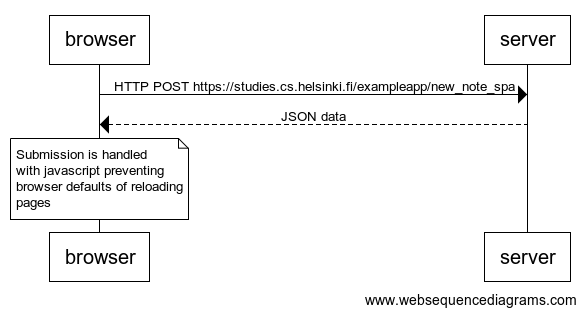 browser
server
HTTP POST https://studies.cs.helsinki.fi/exampleapp/new_note_spa
JSON data
Submission is handled
with javascript preventing
browser defaults of reloading
pages
browser
server
www.websequencediagrams.com